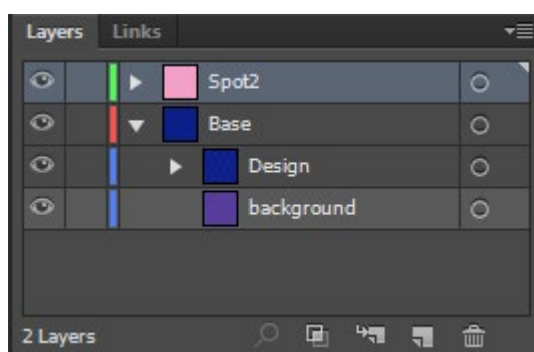 Layers Links
Spot2
Base
Design
background
2 Layers